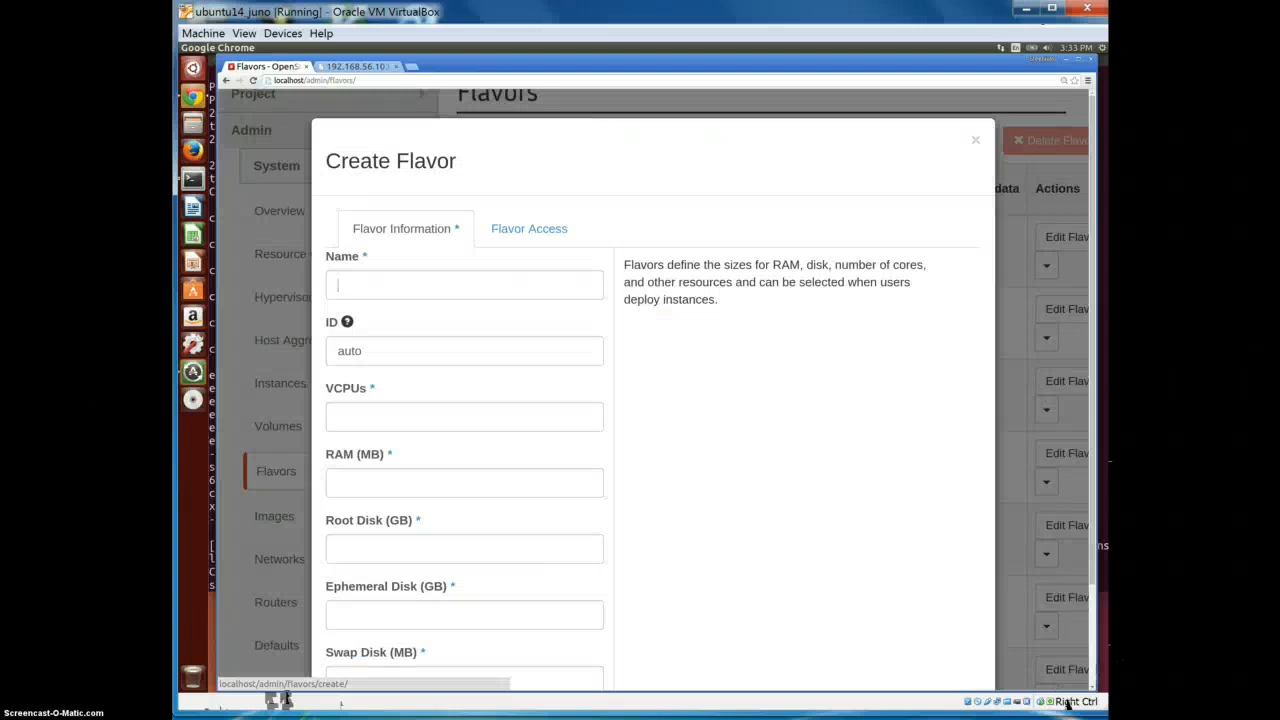 ubuntu14_juno [Running] - Oracle VM VirtualBox
Machine View Devices Help
Google Chrome
En
3:33 PM
Flavors - OpenS
192.168.56.10
localhost/admin/flavors/
Project
Flavors
Admin
Create Flavor
×
Delete Flavo
System
data
Actions
Overview
Flavor Information *
Flavor Access
Edit Flav
Resource
Name *
Flavors define the sizes for RAM, disk, number of cores,
and other resources and can be selected when users
deploy instances.
Hyperviso
Edit Flav
ID
Host Aggr
auto
Instances
VCPUs *
Edit Flav
Volumes
RAM (MB) *
Edit Flav
Flavors
Images
Root Disk (GB) *
Edit Flav
Networks
ns
Ephemeral Disk (GB) *
Routers
Edit Flav
Defaults
Swap Disk (MB) *
Edit Flav
localhost/admin/flavors/create/
Right Ctrl
Screencast-O-Matic.com